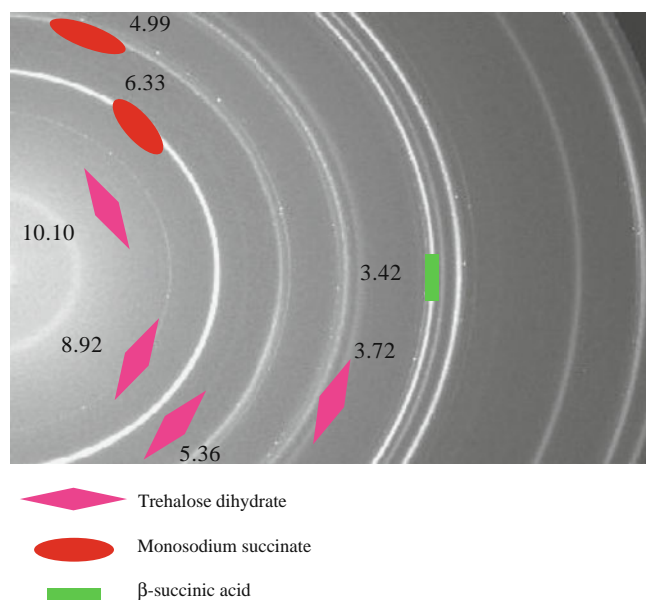 4.99
6.33
10.10
3.42
8.92
3.72
5.36
Trehalose dihydrate
Monosodium succinate
β-succinic acid